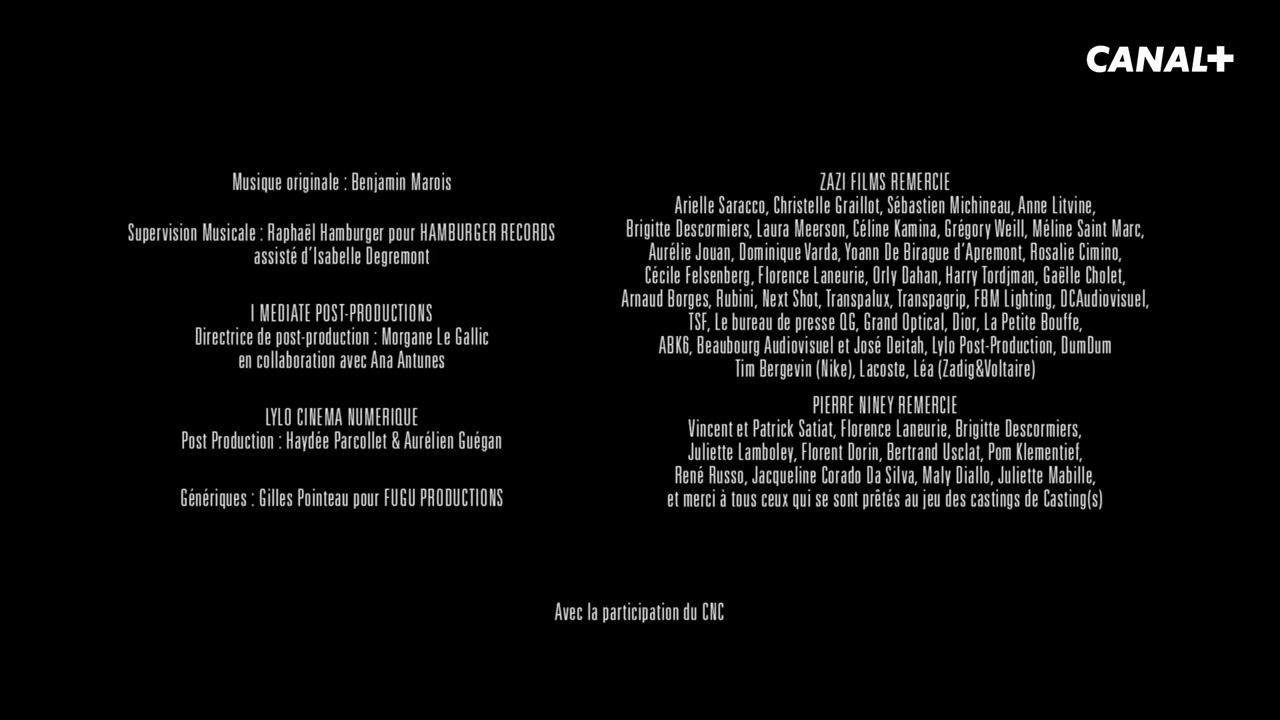 CANAL+
Musique originale : Benjamin Marois
Supervision Musicale : Raphaël Hamburger pour HAMBURGER RECORDS
assisté d'Isabelle Degremont
I MEDIATE POST-PRODUCTIONS
Directrice de post-production : Morgane Le Gallic
en collaboration avec Ana Antunes
LYLO CINEMA NUMERIQUE
Post Production : Haydée Parcollet & Aurélien Guégan
Génériques : Gilles Pointeau pour FUGU PRODUCTIONS
ZAZI FILMS REMERCIE
Arielle Saracco, Christelle Graillot, Sébastien Michineau, Anne Litvine,
Brigitte Descormiers, Laura Meerson, Céline Kamina, Grégory Weill, Méline Saint Marc,
Aurélie Jouan, Dominique Varda, Yoann De Birague d'Apremont, Rosalie Cimino,
Cécile Felsenberg, Florence Laneurie, Orly Dahan, Harry Tordjman, Gaëlle Cholet,
Arnaud Borges, Rubini, Next Shot, Transpalux, Transpagrip, FBM Lighting, DCAudiovisuel,
TSF, Le bureau de presse QG, Grand Optical, Dior, La Petite Bouffe,
ABK6, Beaubourg Audiovisuel et José Deitah, Lylo Post-Production, DumDum
Tim Bergevin (Nike), Lacoste, Léa (Zadig&Voltaire)
PIERRE NINEY REMERCIE
Vincent et Patrick Satiat, Florence Laneurie, Brigitte Descormiers,
Juliette Lamboley, Florent Dorin, Bertrand Usclat, Pom Klementief,
René Russo, Jacqueline Corado Da Silva, Maly Diallo, Juliette Mabille,
et merci à tous ceux qui se sont prêtés au jeu des castings de Casting(s)
Avec la participation du CNC